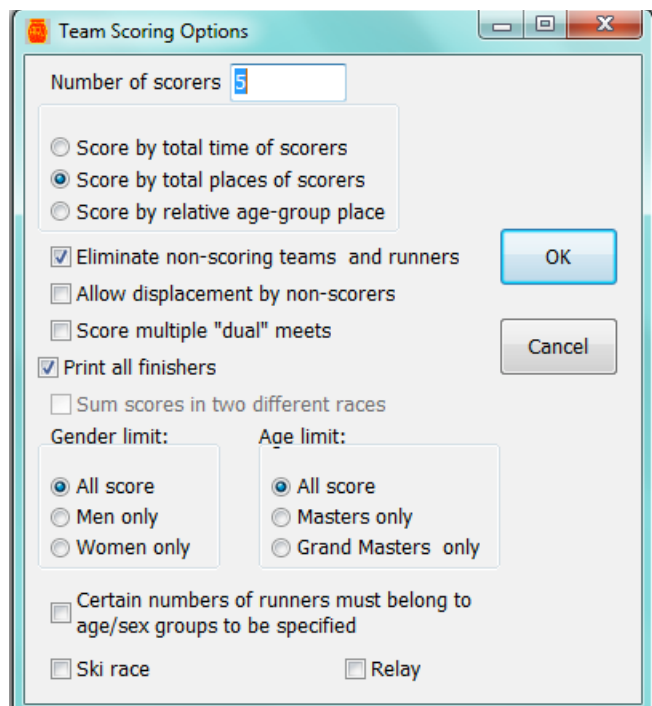 Team Scoring Options
Number of scorers 5
Score by total time of scorers
Score by total places of scorers
Score by relative age-group place
Eliminate non-scoring teams and runners
OK
Allow displacement by non-scorers
Score multiple "dual" meets
Cancel
Print all finishers
Sum scores in two different races
Gender limit: Age limit:
All score All score
Men only Masters only
Women only Grand Masters only
Certain numbers of runners must belong to
age/sex groups to be specified
Ski race Relay